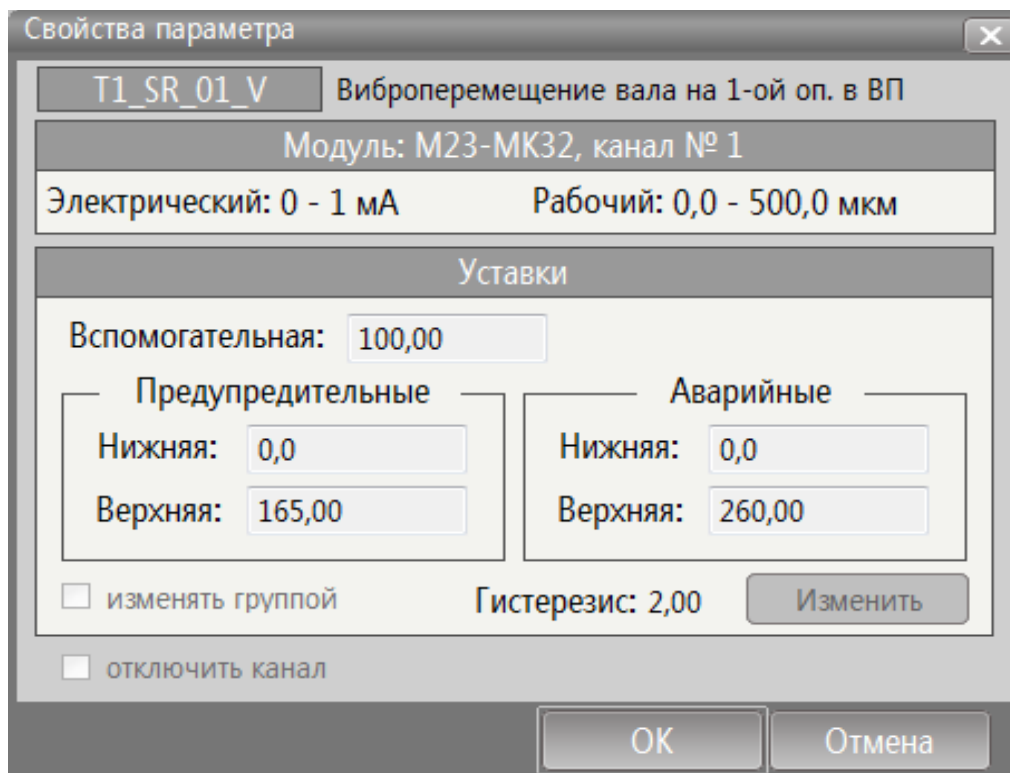 Свойства параметра
T1_SR_01_V Виброперемещение вала на 1-ой оп. в ВП
Модуль: М23-МК32, канал № 1
Электрический: 0 - 1 мА Рабочий: 0,0 - 500,0 мкм
Уставки
Вспомогательная: 100,00
Предупредительные Аварийные
Нижняя: 0,0 Нижняя: 0,0
Верхняя: 165,00 Верхняя: 260,00
изменять группой Гистерезис: 2,00 Изменить
отключить канал
OK Отмена